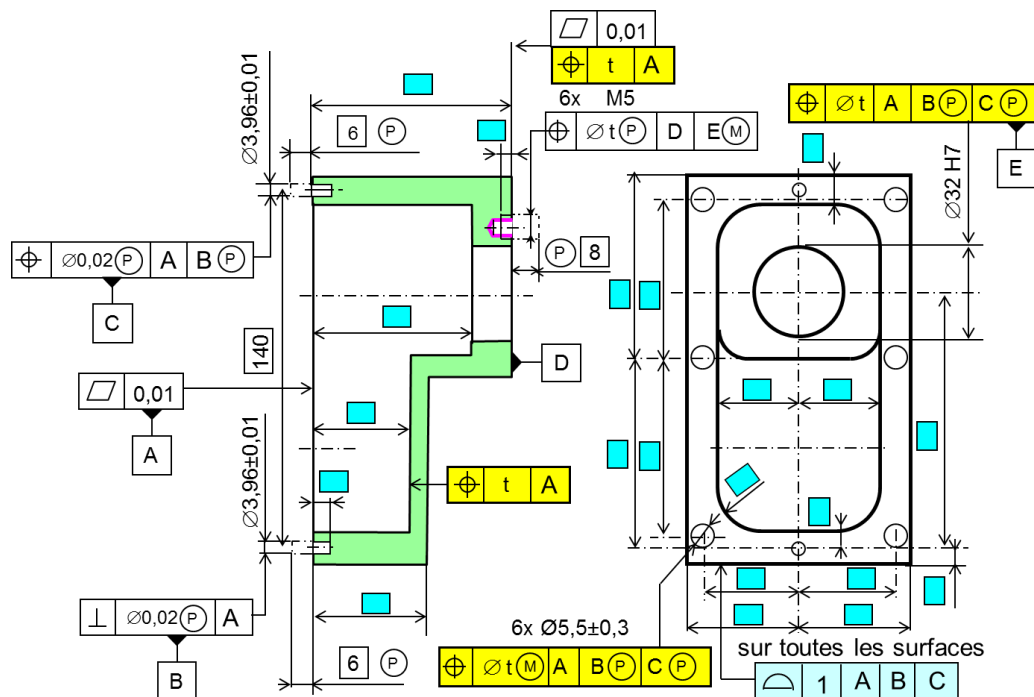 ⏥ 0,01
⌖ t A
6x M5
⌖ ∅ t Ⓟ D E Ⓜ
⌖ ∅ t A B Ⓟ C Ⓟ
E
∅3,96±0,01
6 Ⓟ
∅32 H7
⌖ ∅0,02 Ⓟ A B Ⓟ
C
Ⓟ 8
140
D
⏥ 0,01
A
∅3,96±0,01
⌖ t A
⟂ ∅0,02 Ⓟ A
B
6 Ⓟ
6x Ø5,5±0,3
⌖ ∅ t Ⓜ A B Ⓟ C Ⓟ
sur toutes les surfaces
⌓ 1 A B C